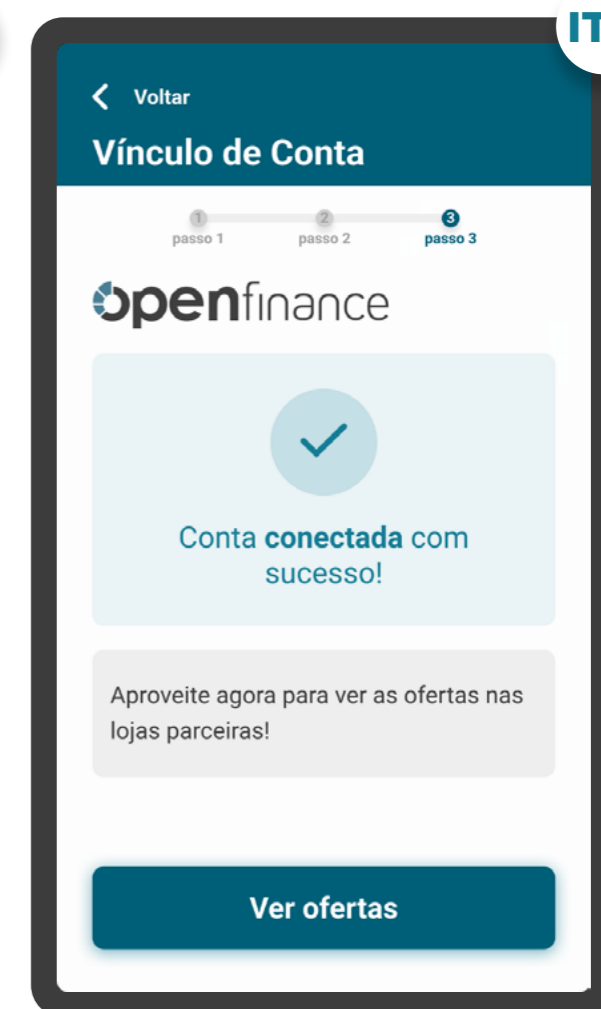 IT
Voltar
Vínculo de Conta
1 2 3
passo 1 passo 2 passo 3
openfinance
Conta conectada com
sucesso!
Aproveite agora para ver as ofertas nas
lojas parceiras!
Ver ofertas